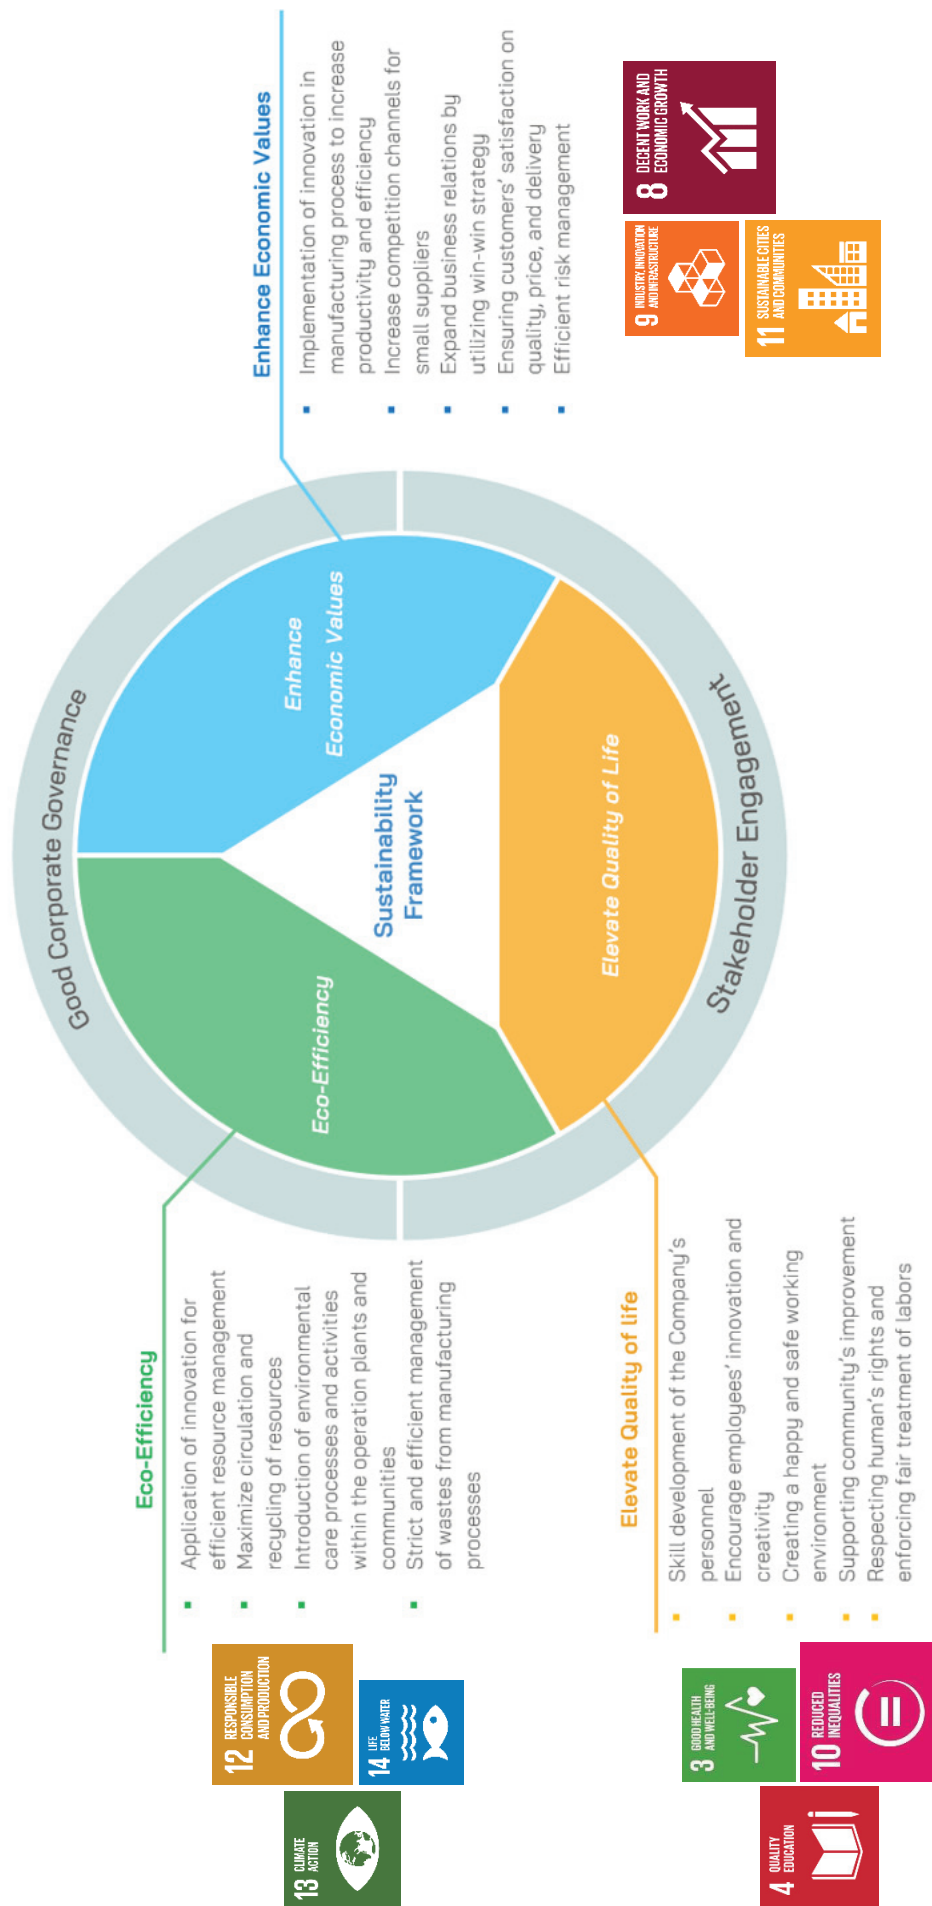 Good Corporate Governance
Eco-Efficiency
Enhance
Economic Values
Sustainability
Framework
Elevate Quality of Life
Stakeholder Engagement
Eco-Efficiency
Application of innovation for
efficient resource management
Maximize circulation and
recycling of resources
Introduction of environmental
care processes and activities
within the operation plants and
communities
Strict and efficient management
of wastes from manufacturing
processes
12 RESPONSIBLE
CONSUMPTION
AND PRODUCTION
13 CLIMATE
ACTION
14 LIFE
BELOW WATER
Enhance Economic Values
Implementation of innovation in
manufacturing process to increase
productivity and efficiency
Increase competition channels for
small suppliers
Expand business relations by
utilizing win-win strategy
Ensuring customers' satisfaction on
quality, price, and delivery
Efficient risk management
9 INDUSTRY, INNOVATION
AND INFRASTRUCTURE
8 DECENT WORK AND
ECONOMIC GROWTH
11 SUSTAINABLE CITIES
AND COMMUNITIES
Elevate Quality of life
Skill development of the Company's
personnel
Encourage employees' innovation and
creativity
Creating a happy and safe working
environment
Supporting community's improvement
Respecting human's rights and
enforcing fair treatment of labors
3 GOOD HEALTH
AND WELL-BEING
4 QUALITY
EDUCATION
10 REDUCED
INEQUALITIES